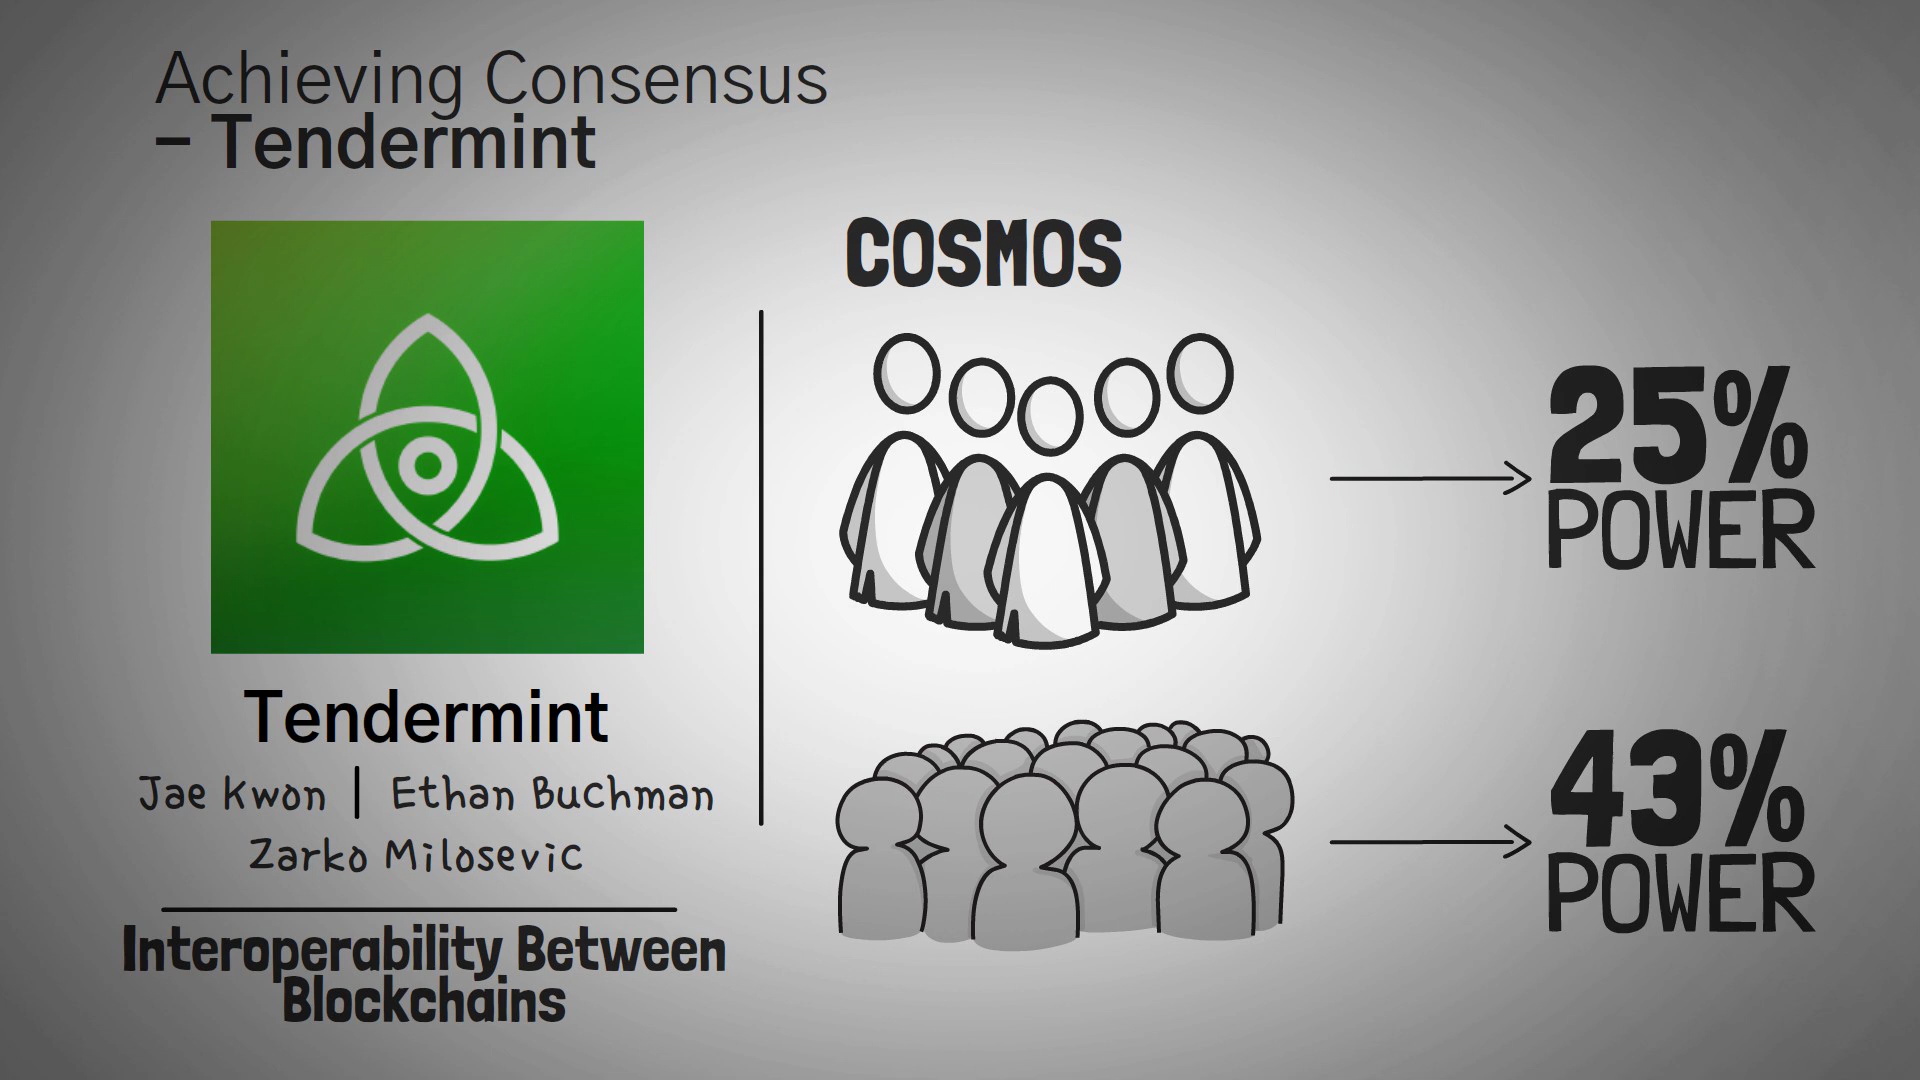 Achieving Consensus
– Tendermint
Tendermint
Jae Kwon | Ethan Buchman
Zarko Milosevic
Interoperability Between
Blockchains
COSMOS
25%
POWER
43%
POWER